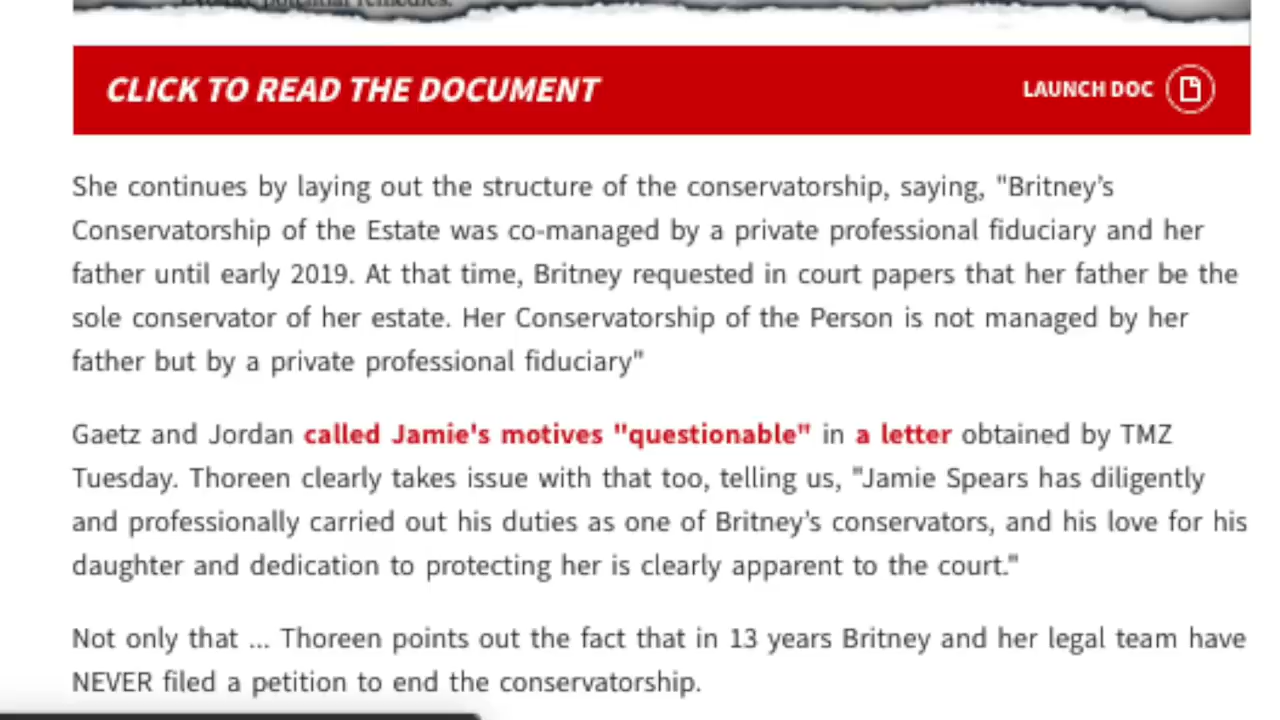 potential remedies.
CLICK TO READ THE DOCUMENT
LAUNCH DOC
She continues by laying out the structure of the conservatorship, saying, "Britney’s
Conservatorship of the Estate was co-managed by a private professional fiduciary and her
father until early 2019. At that time, Britney requested in court papers that her father be the
sole conservator of her estate. Her Conservatorship of the Person is not managed by her
father but by a private professional fiduciary"
Gaetz and Jordan called Jamie's motives "questionable" in a letter obtained by TMZ
Tuesday. Thoreen clearly takes issue with that too, telling us, "Jamie Spears has diligently
and professionally carried out his duties as one of Britney’s conservators, and his love for his
daughter and dedication to protecting her is clearly apparent to the court."
Not only that ... Thoreen points out the fact that in 13 years Britney and her legal team have
NEVER filed a petition to end the conservatorship.